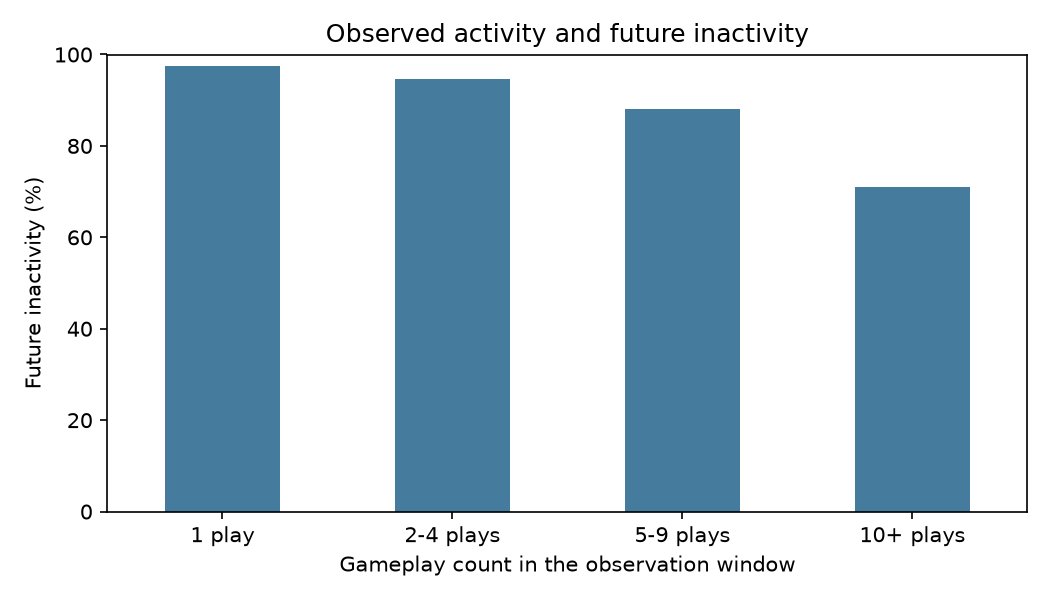 Observed activity and future inactivity
100
80
60
40
20
0
Future inactivity (%)
1 play
2-4 plays
5-9 plays
10+ plays
Gameplay count in the observation window